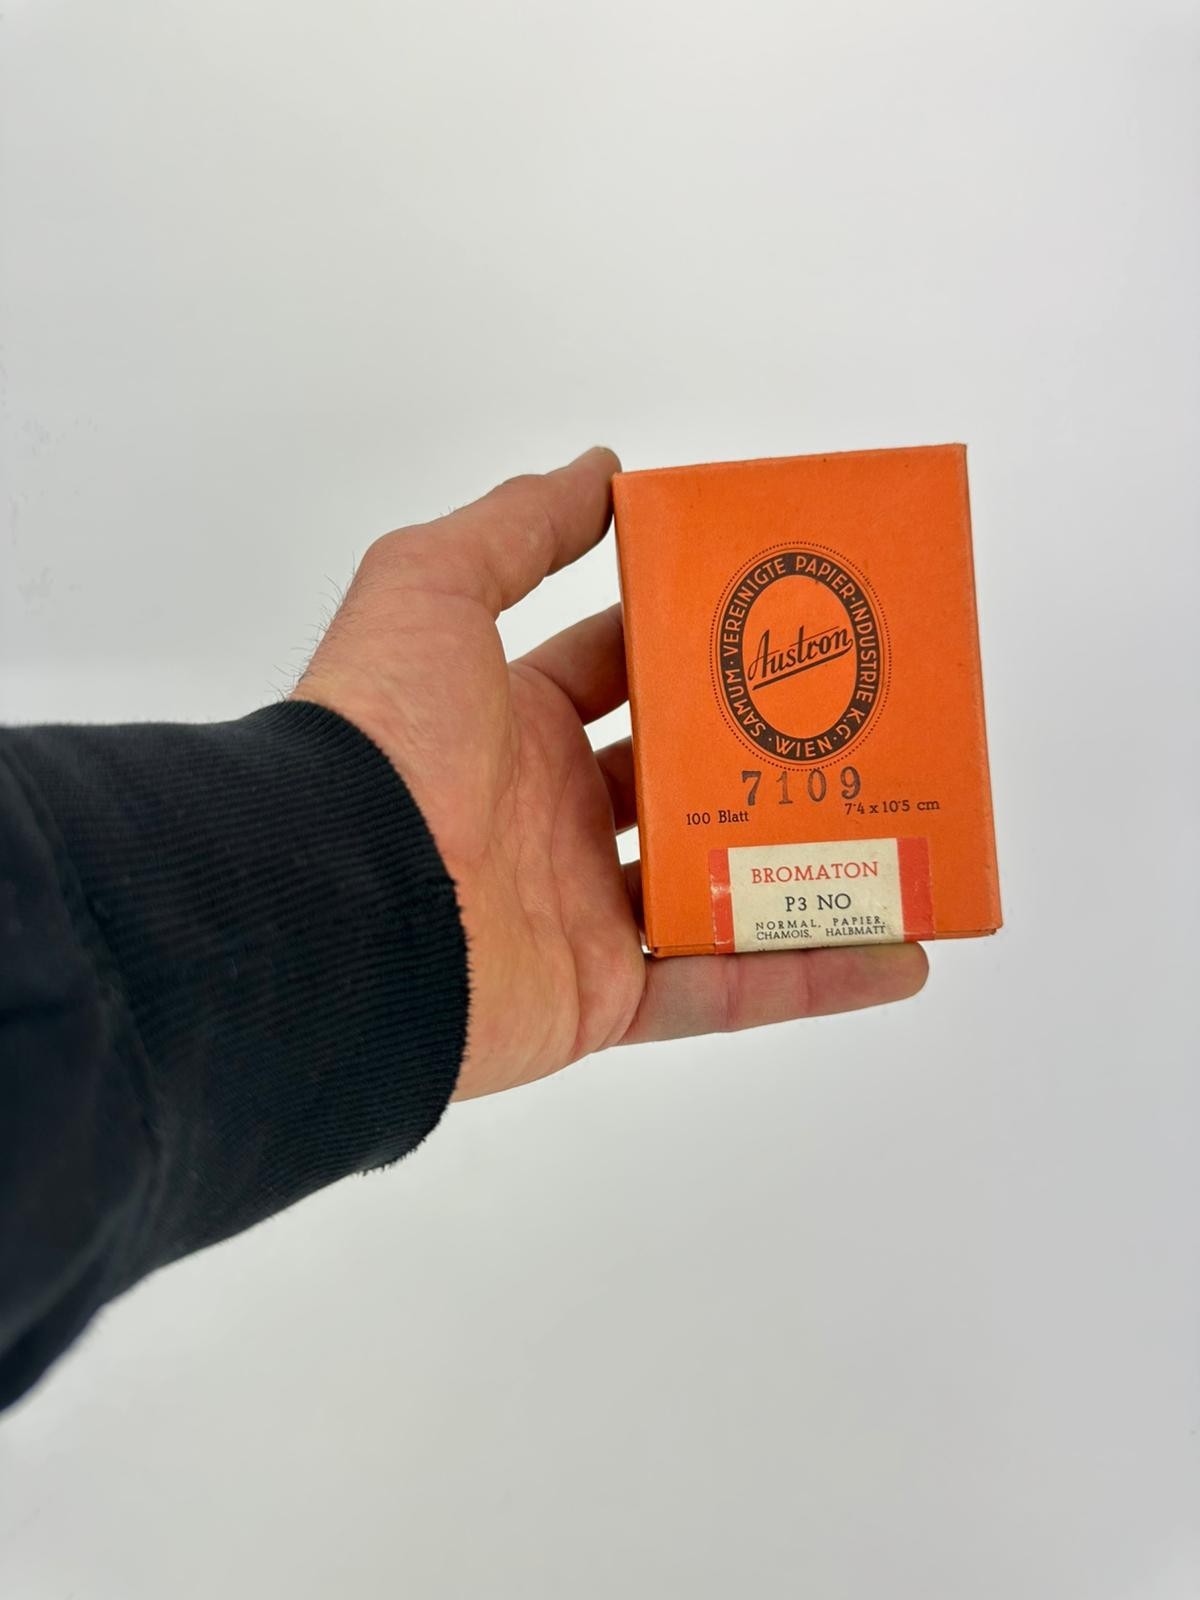 SAMUM · VEREINIGTE PAPIER-INDUSTRIE K.G. · WIEN ·
Austron
7109
100 Blatt 7·4 x 10·5 cm
BROMATON
P3 NO
NORMAL, PAPIER,
CHAMOIS, HALBMATT